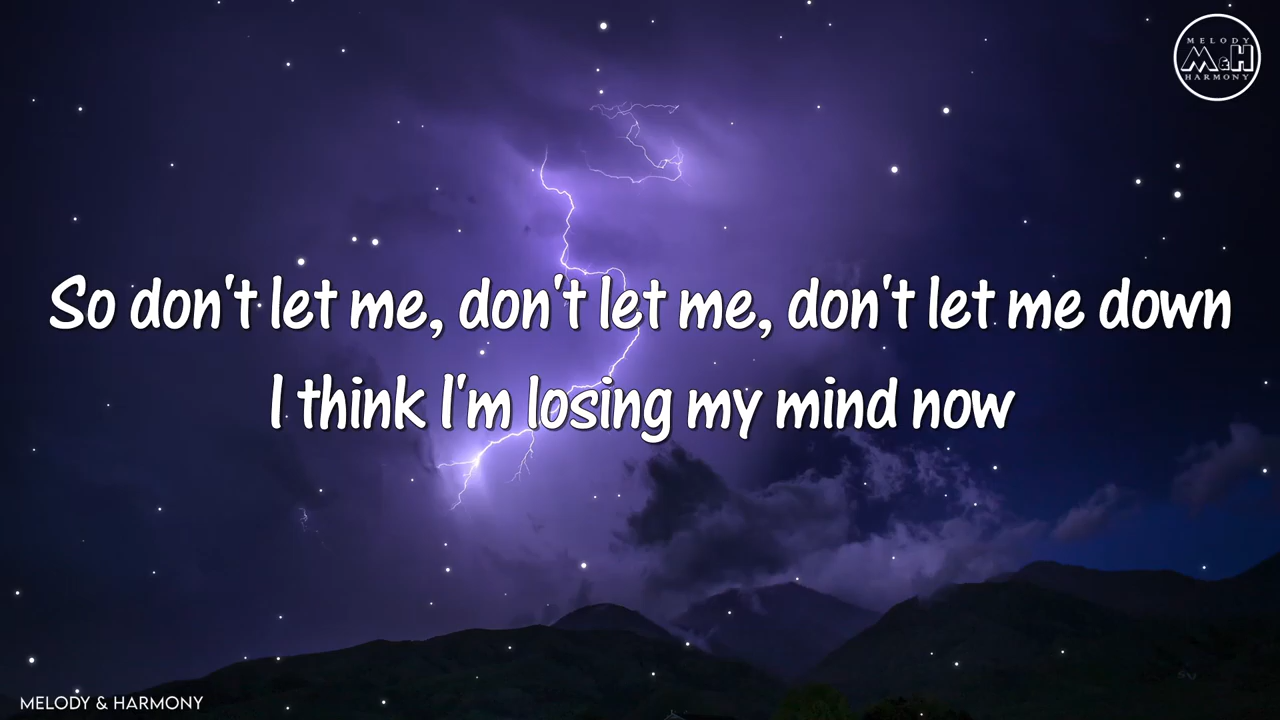 MELODY
M&H
HARMONY
So don't let me, don't let me, don't let me down
I think I'm losing my mind now
MELODY & HARMONY